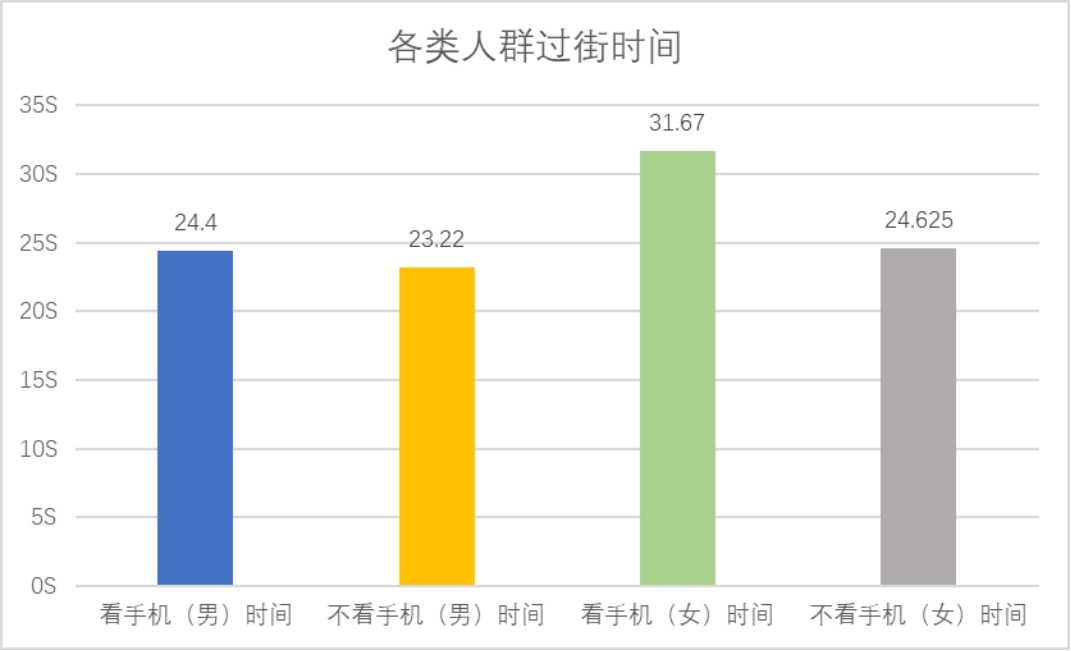 各类人群过街时间
35S
30S
25S
20S
15S
10S
5S
0S
24.4
23.22
31.67
24.625
看手机（男）时间
不看手机（男）时间
看手机（女）时间
不看手机（女）时间